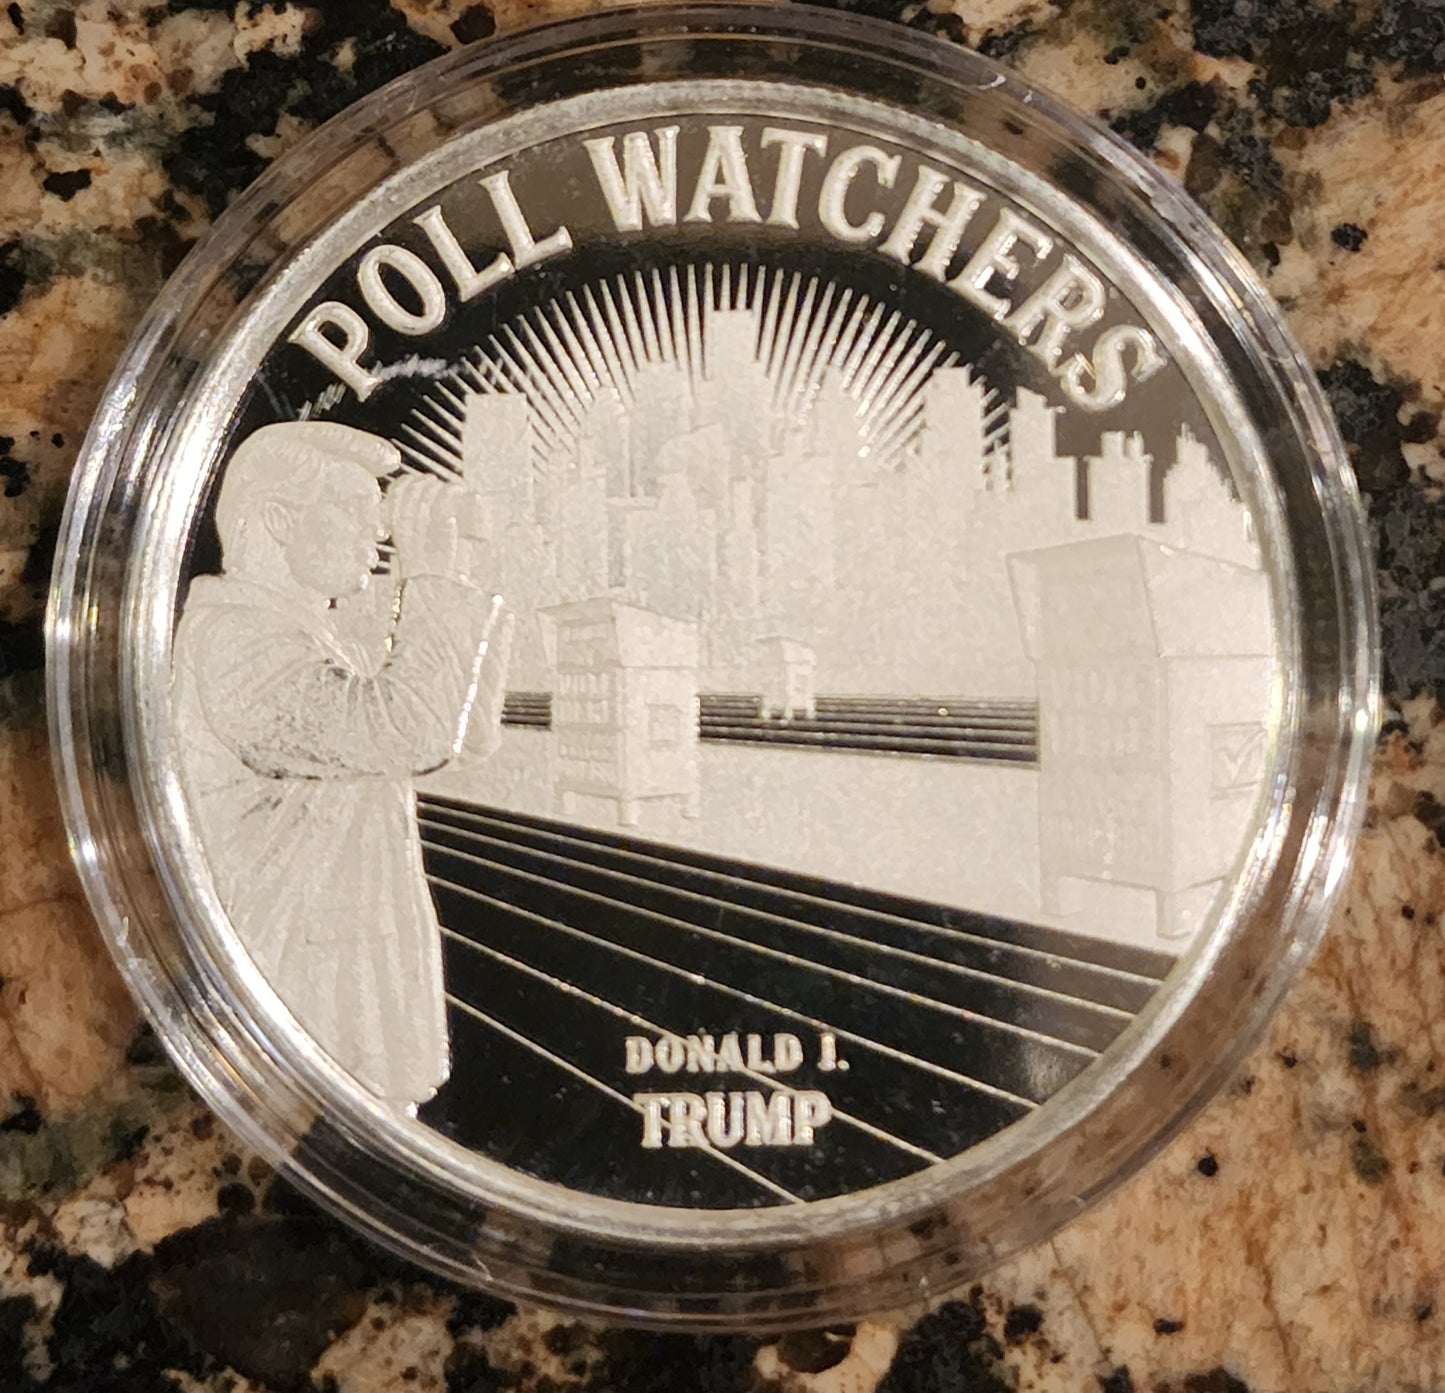 POLL WATCHERS
DONALD J.
TRUMP